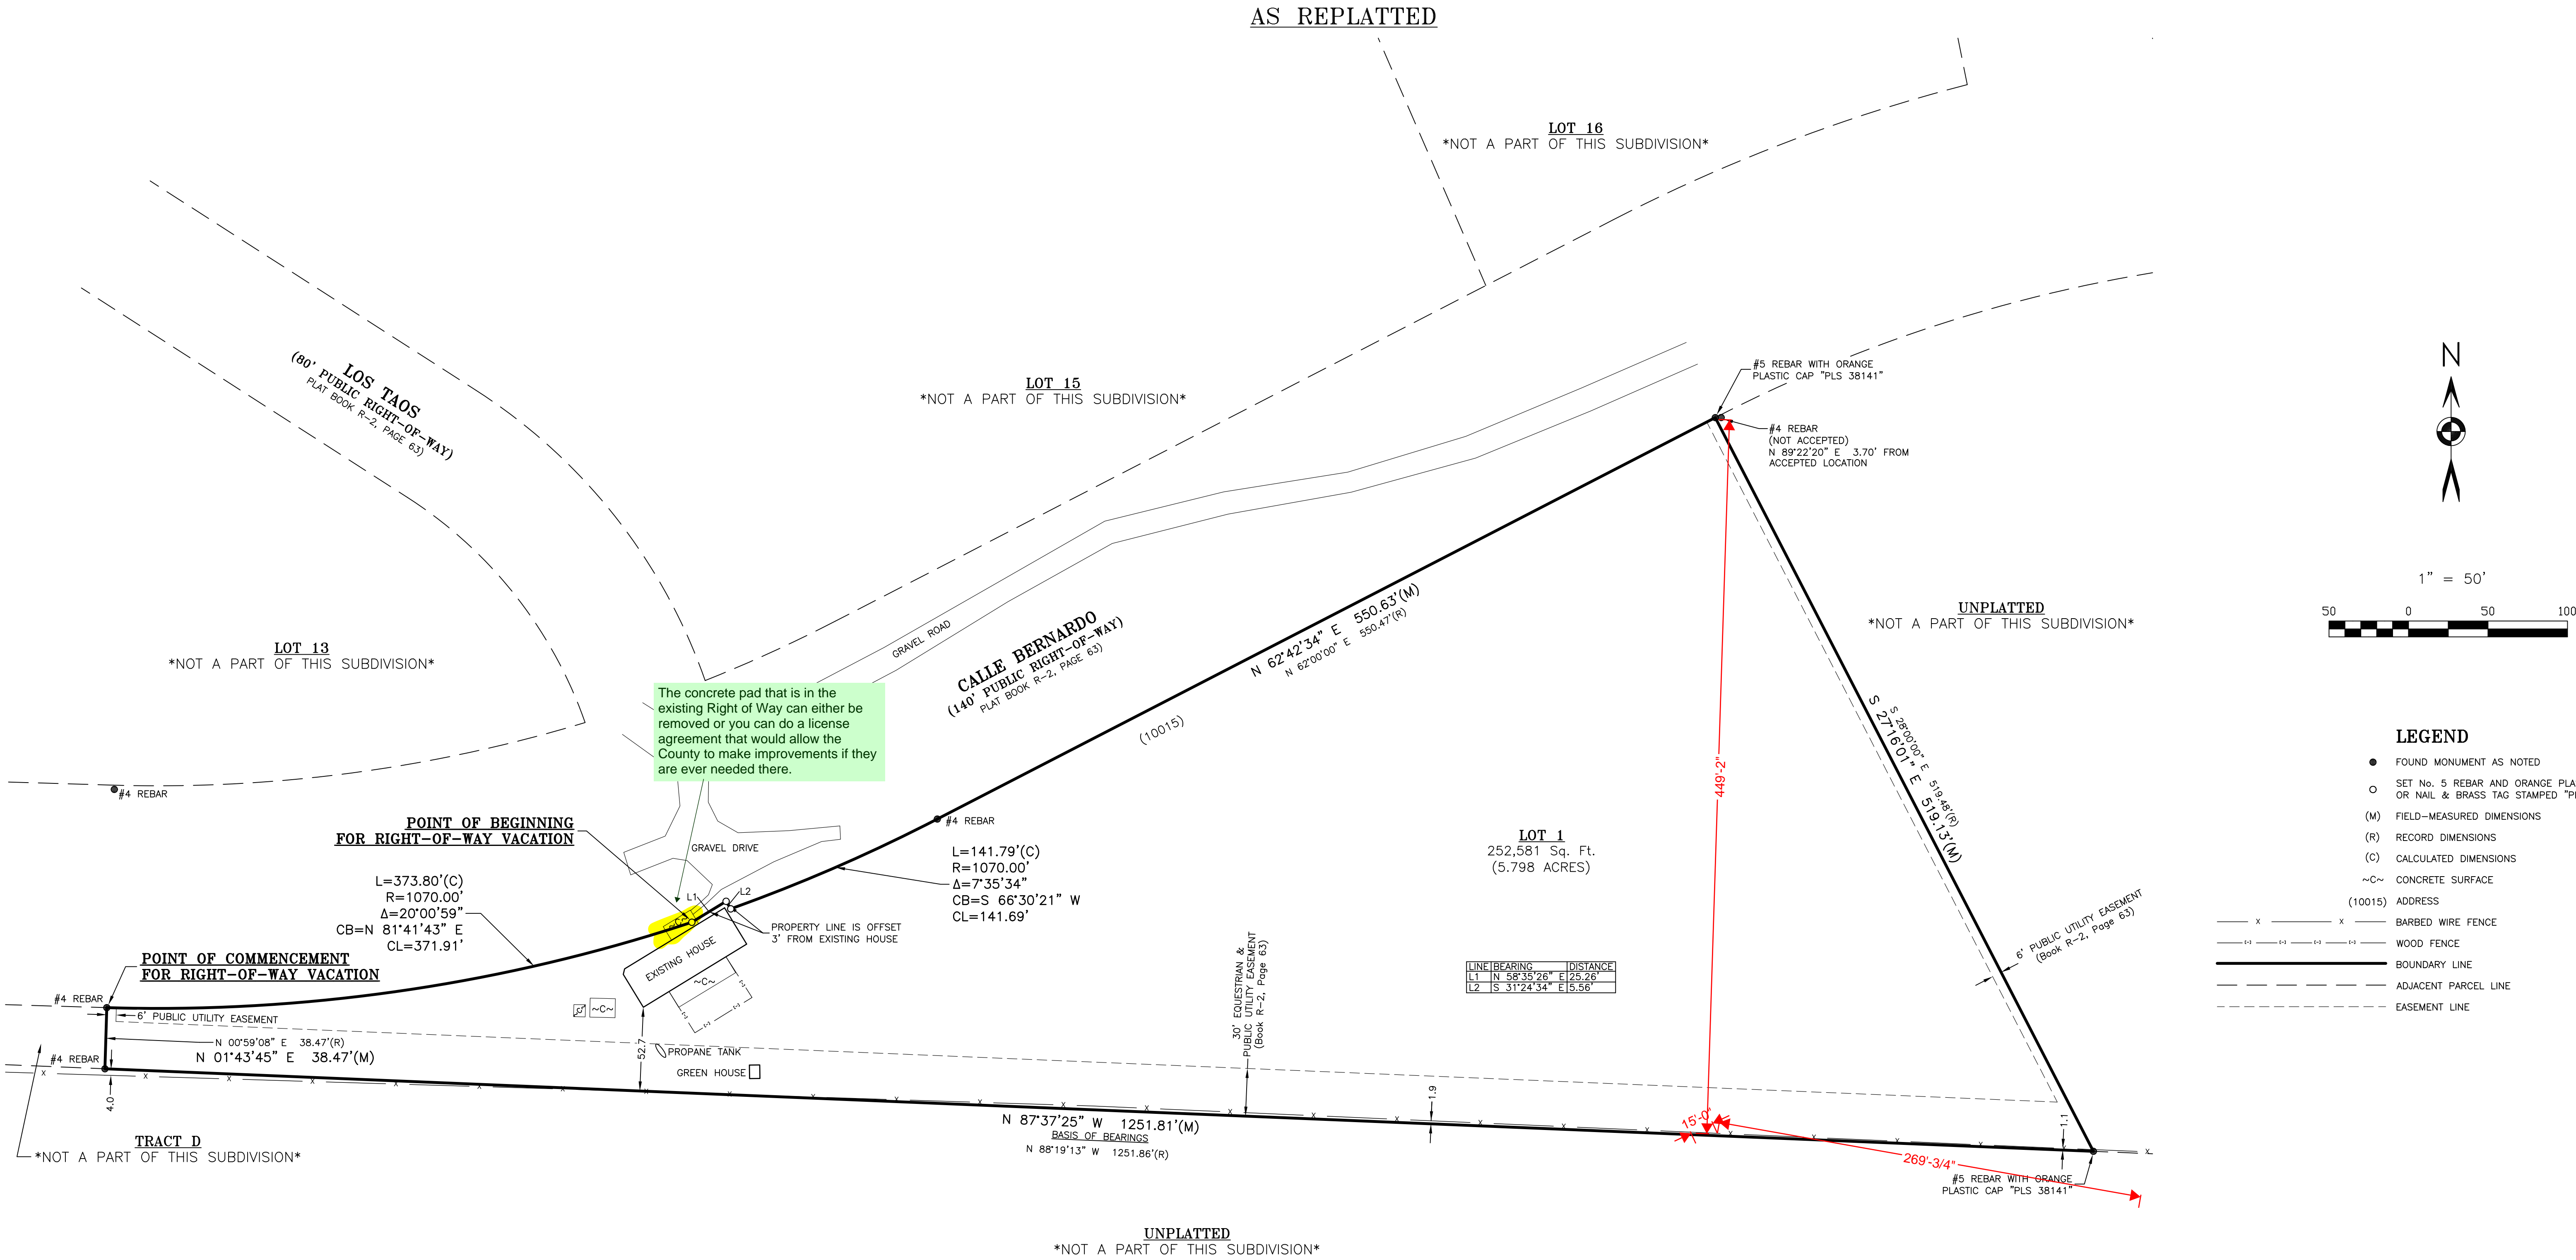 AS REPLATTED
LOT 16
*NOT A PART OF THIS SUBDIVISION*
LOS TAOS
(80' PUBLIC RIGHT-OF-WAY)
PLAT BOOK R-2, PAGE 63)
LOT 15
*NOT A PART OF THIS SUBDIVISION*
#5 REBAR WITH ORANGE
PLASTIC CAP "PLS 38141"
#4 REBAR
(NOT ACCEPTED)
N 89°22'20" E 3.70' FROM
ACCEPTED LOCATION
N
1" = 50'
50 0 50 100
UNPLATTED
*NOT A PART OF THIS SUBDIVISION*
LOT 13
*NOT A PART OF THIS SUBDIVISION*
GRAVEL ROAD
CALLE BERNARDO
(140' PUBLIC RIGHT-OF-WAY)
PLAT BOOK R-2, PAGE 63)
N 62°42'34" E 550.63'(M)
N 62°00'00" E 550.47'(R)
(10015)
The concrete pad that is in the
existing Right of Way can either be
removed or you can do a license
agreement that would allow the
County to make improvements if they
are ever needed there.
449'-2"
S 28°00'00" E 519.48'(R)
S 27°16'01" E 519.13'(M)
#4 REBAR
POINT OF BEGINNING
FOR RIGHT-OF-WAY VACATION
GRAVEL DRIVE
#4 REBAR
L=141.79'(C)
R=1070.00'
Δ=7°35'34"
CB=S 66°30'21" W
CL=141.69'
LOT 1
252,581 Sq. Ft.
(5.798 ACRES)
L=373.80'(C)
R=1070.00'
Δ=20°00'59"
CB=N 81°41'43" E
CL=371.91'
L1
L2
~C~
PROPERTY LINE IS OFFSET
3' FROM EXISTING HOUSE
EXISTING HOUSE
~C~
~C~
POINT OF COMMENCEMENT
FOR RIGHT-OF-WAY VACATION
#4 REBAR
6' PUBLIC UTILITY EASEMENT
N 00°59'08" E 38.47'(R)
N 01°43'45" E 38.47'(M)
#4 REBAR
4.0
52.7
PROPANE TANK
GREEN HOUSE
30' EQUESTRIAN &
PUBLIC UTILITY EASEMENT
(Book R-2, Page 63)
LINE BEARING DISTANCE
L1 N 58°35'26" E 25.26'
L2 S 31°24'34" E 5.56'
6' PUBLIC UTILITY EASEMENT
(Book R-2, Page 63)
1.9
15'-0"
1.1
269'-3/4"
N 87°37'25" W 1251.81'(M)
BASIS OF BEARINGS
N 88°19'13" W 1251.86'(R)
#5 REBAR WITH ORANGE
PLASTIC CAP "PLS 38141"
TRACT D
*NOT A PART OF THIS SUBDIVISION*
UNPLATTED
*NOT A PART OF THIS SUBDIVISION*
LEGEND
FOUND MONUMENT AS NOTED
SET No. 5 REBAR AND ORANGE PLA
OR NAIL & BRASS TAG STAMPED "P
(M) FIELD-MEASURED DIMENSIONS
(R) RECORD DIMENSIONS
(C) CALCULATED DIMENSIONS
~C~ CONCRETE SURFACE
(10015) ADDRESS
x x BARBED WIRE FENCE
WOOD FENCE
BOUNDARY LINE
ADJACENT PARCEL LINE
EASEMENT LINE